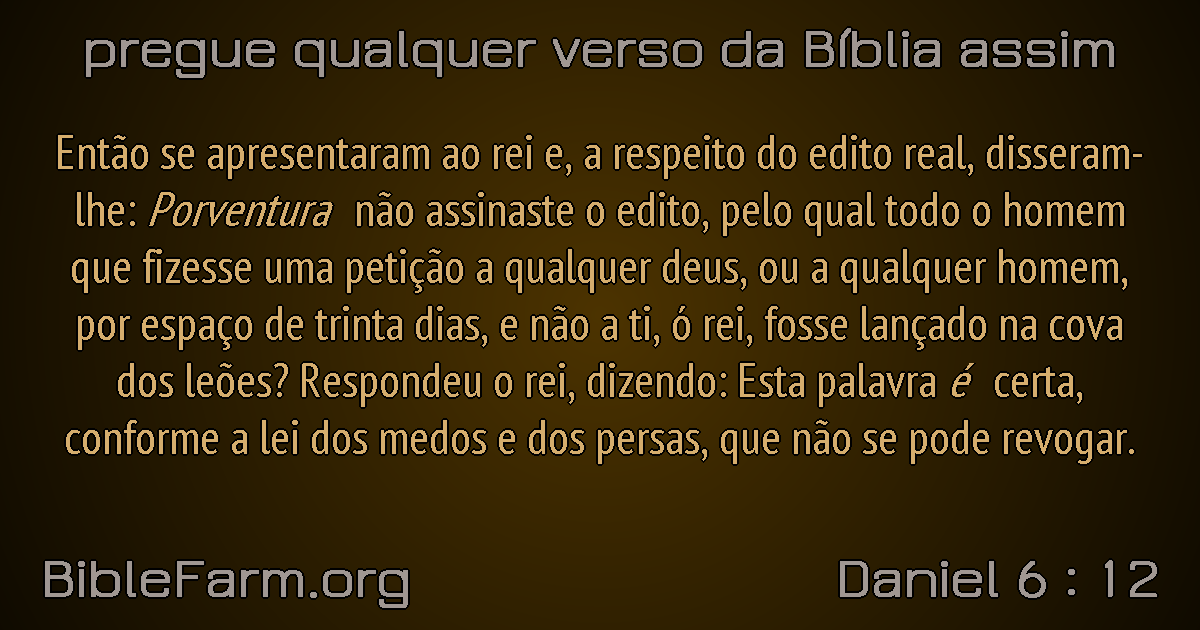 pregue qualquer verso da Bíblia assim
Então se apresentaram ao rei e, a respeito do edito real, disseram-
lhe: Porventura não assinaste o edito, pelo qual todo o homem
que fizesse uma petição a qualquer deus, ou a qualquer homem,
por espaço de trinta dias, e não a ti, ó rei, fosse lançado na cova
dos leões? Respondeu o rei, dizendo: Esta palavra é certa,
conforme a lei dos medos e dos persas, que não se pode revogar.
BibleFarm.org
Daniel 6 : 12